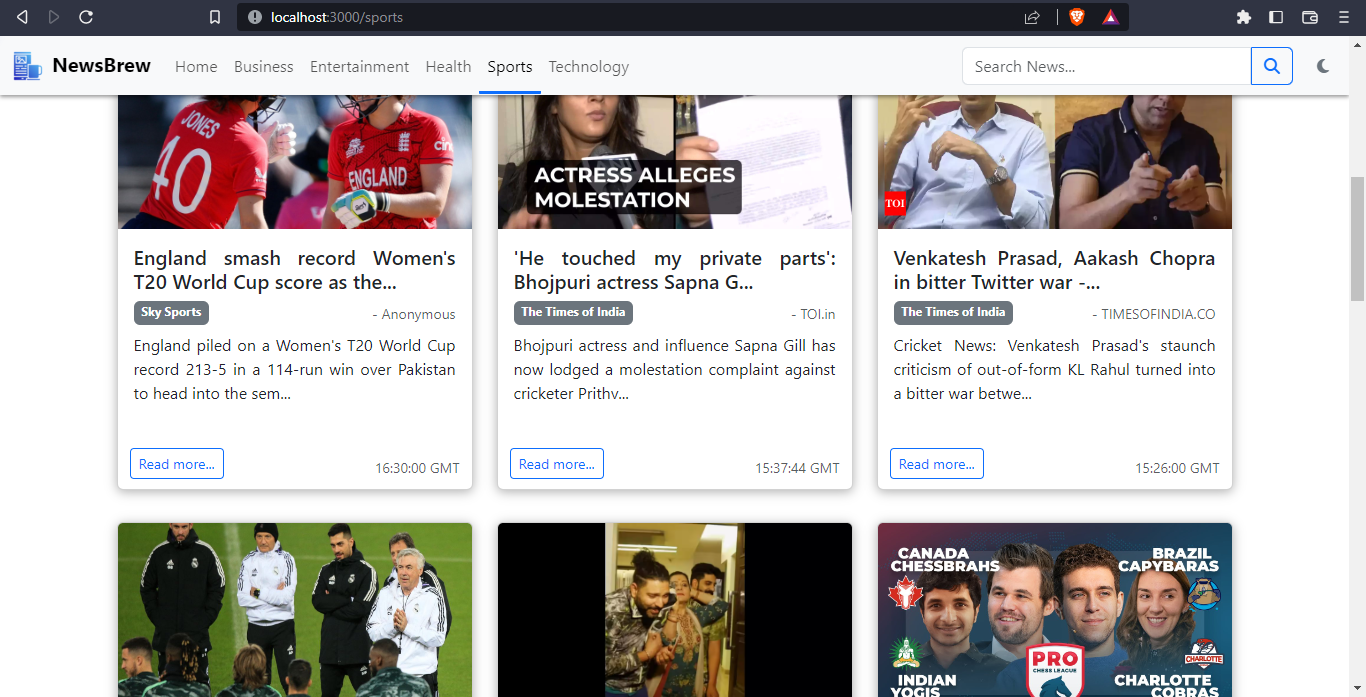 localhost:3000/sports
NewsBrew
Home
Business
Entertainment
Health
Sports
Technology
Search News...
JONES
40
ENGLAND
cin
ACTRESS ALLEGES
MOLESTATION
TOI
England smash record Women's
T20 World Cup score as the...
Sky Sports
- Anonymous
England piled on a Women's T20 World Cup
record 213-5 in a 114-run win over Pakistan
to head into the sem...
Read more...
16:30:00 GMT
'He touched my private parts':
Bhojpuri actress Sapna G...
The Times of India
- TOI.in
Bhojpuri actress and influence Sapna Gill has
now lodged a molestation complaint against
cricketer Prithv...
Read more...
15:37:44 GMT
Venkatesh Prasad, Aakash Chopra
in bitter Twitter war -...
The Times of India
- TIMESOFINDIA.CO
Cricket News: Venkatesh Prasad's staunch
criticism of out-of-form KL Rahul turned into
a bitter war betwe...
Read more...
15:26:00 GMT
CANADA
CHESSBRAHS
BRAZIL
CAPYBARAS
PRO
CHESS LEAGUE
INDIAN
YOGIS
CHARLOTTE
CHARLOTTE
COBRAS